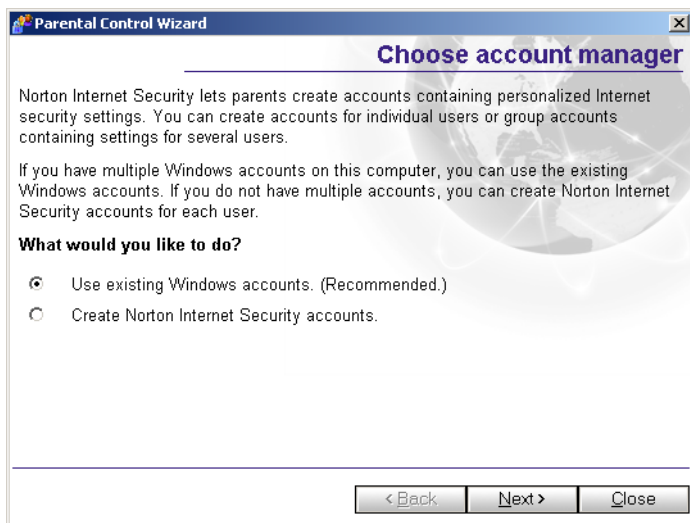 Parental Control Wizard
Choose account manager
Norton Internet Security lets parents create accounts containing personalized Internet
security settings. You can create accounts for individual users or group accounts
containing settings for several users.
If you have multiple Windows accounts on this computer, you can use the existing
Windows accounts. If you do not have multiple accounts, you can create Norton Internet
Security accounts for each user.
What would you like to do?
Use existing Windows accounts. (Recommended.)
Create Norton Internet Security accounts.
< Back Next > Close